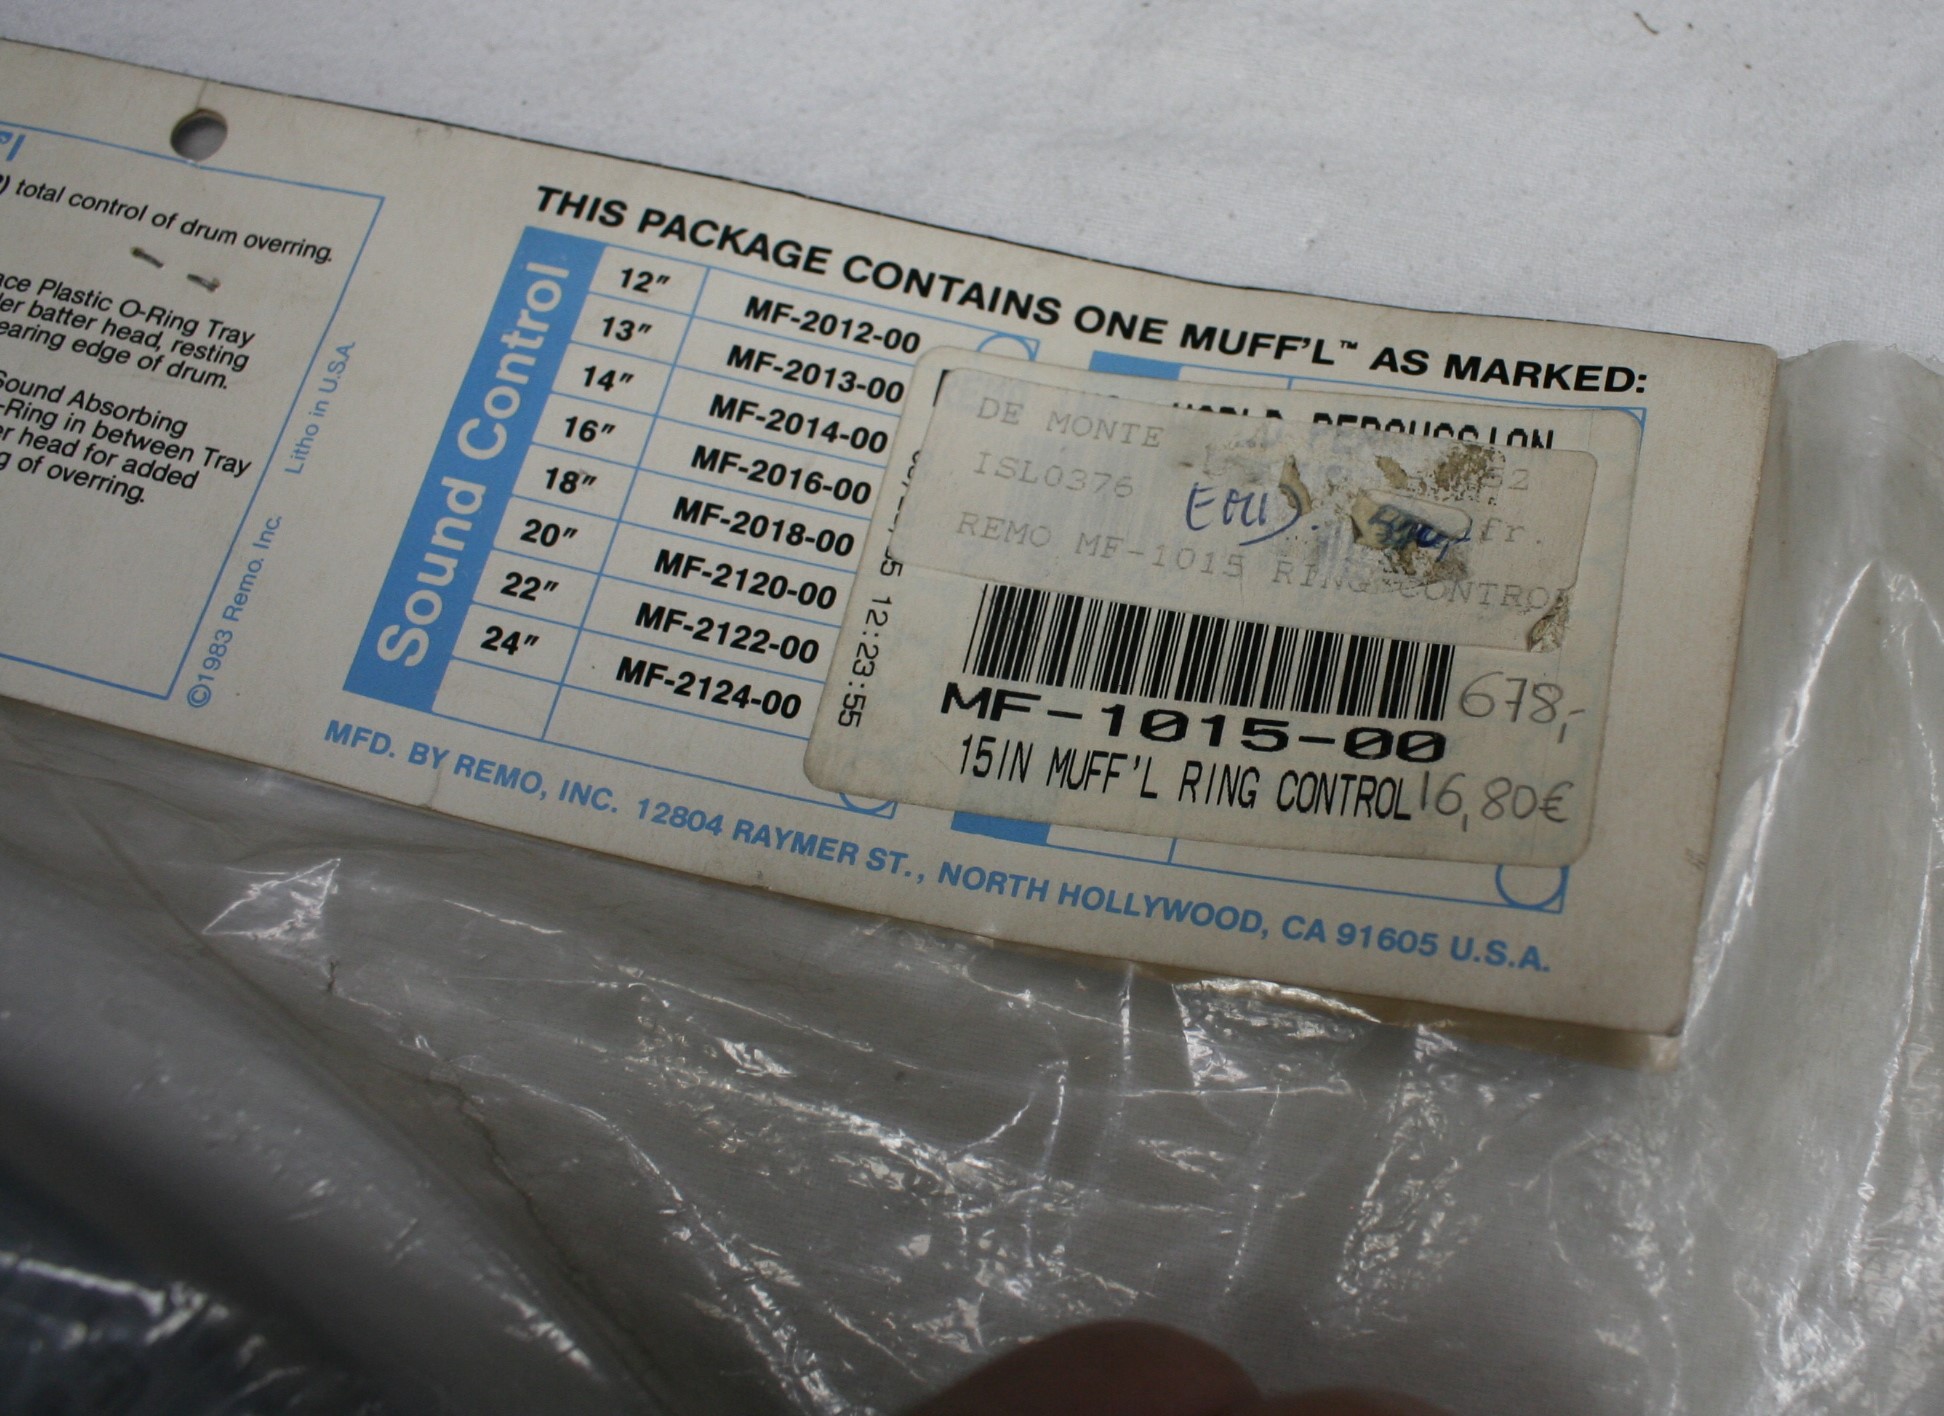 total control of drum overring.
Plastic O-Ring Tray
batter head, resting
edge of drum.
Sound Absorbing
-Ring in between Tray
head for added
of overring.
©1983 Remo. Inc. Litho in U.S.A.
THIS PACKAGE CONTAINS ONE MUFF'L™ AS MARKED:
Sound Control
12" MF-2012-00
13" MF-2013-00
14" MF-2014-00
16" MF-2016-00
18" MF-2018-00
20" MF-2120-00
22" MF-2122-00
24" MF-2124-00
WORLD PERCUSSION
DE MONTE
ISL0376
fr.
REMO MF-1015 RING CONTROL
12:23:55
678,-
MF-1015-00
15IN MUFF'L RING CONTROL 16,80€
MFD. BY REMO, INC. 12804 RAYMER ST., NORTH HOLLYWOOD, CA 91605 U.S.A.